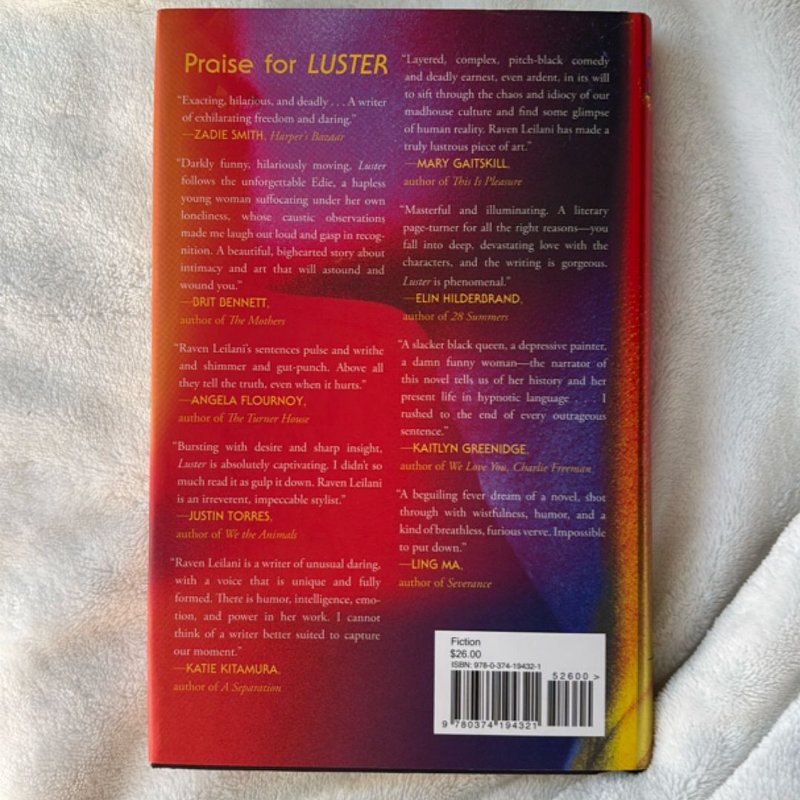 Praise for LUSTER
“Exacting, hilarious, and deadly . . . A writer
of exhilarating freedom and daring.”
—ZADIE SMITH, Harper’s Bazaar
“Darkly funny, hilariously moving, Luster
follows the unforgettable Edie, a hapless
young woman suffocating under her own
loneliness, whose caustic observations
made me laugh out loud and gasp in recog-
nition. A beautiful, bighearted story about
intimacy and art that will astound and
wound you.”
—BRIT BENNETT,
author of The Mothers
“Raven Leilani’s sentences pulse and writhe
and shimmer and gut-punch. Above all
they tell the truth, even when it hurts.”
—ANGELA FLOURNOY,
author of The Turner House
“Bursting with desire and sharp insight,
Luster is absolutely captivating. I didn’t so
much read it as gulp it down. Raven Leilani
is an irreverent, impeccable stylist.”
—JUSTIN TORRES,
author of We the Animals
“Raven Leilani is a writer of unusual daring,
with a voice that is unique and fully
formed. There is humor, intelligence, emo-
tion, and power in her work. I cannot
think of a writer better suited to capture
our moment.”
—KATIE KITAMURA,
author of A Separation
“Layered, complex, pitch-black comedy
and deadly earnest, even ardent, in its will
to sift through the chaos and idiocy of our
madhouse culture and find some glimpse
of human reality. Raven Leilani has made a
truly lustrous piece of art.”
—MARY GAITSKILL,
author of This Is Pleasure
“Masterful and illuminating. A literary
page-turner for all the right reasons—you
fall into deep, devastating love with the
characters, and the writing is gorgeous.
Luster is phenomenal.”
—ELIN HILDERBRAND,
author of 28 Summers
“A slacker black queen, a depressive painter,
a damn funny woman—the narrator of
this novel tells us of her history and her
present life in hypnotic language . . . . I
rushed to the end of every outrageous
sentence.”
—KAITLYN GREENIDGE,
author of We Love You, Charlie Freeman
“A beguiling fever dream of a novel, shot
through with wistfulness, humor, and a
kind of breathless, furious verve. Impossible
to put down.”
—LING MA,
author of Severance
Fiction
$26.00
ISBN: 978-0-374-19432-1
52600 >
9 780374 194321